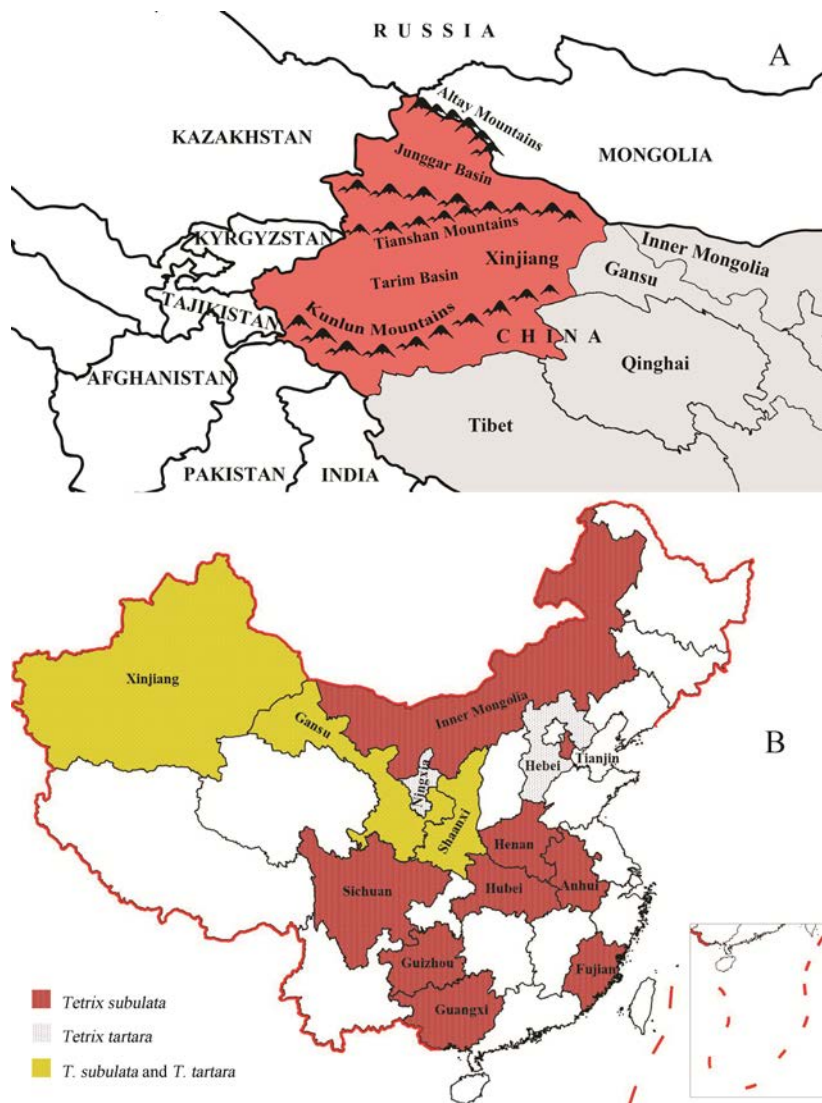 R U S S I A
A
Altay Mountains
KAZAKHSTAN
Junggar Basin
MONGOLIA
KYRGYZSTAN
Tianshan Mountains
Inner Mongolia
Xinjiang
Gansu
Tarim Basin
TAJIKISTAN
Kunlun Mountains
C H I N A
Qinghai
AFGHANISTAN
Tibet
PAKISTAN
INDIA
Xinjiang
Gansu
Inner Mongolia
B
Hebei
Tianjin
Ningxia
Shaanxi
Henan
Sichuan
Hubei
Anhui
Guizhou
Fujian
Guangxi
Tetrix subulata
Tetrix tartara
T. subulata and T. tartara